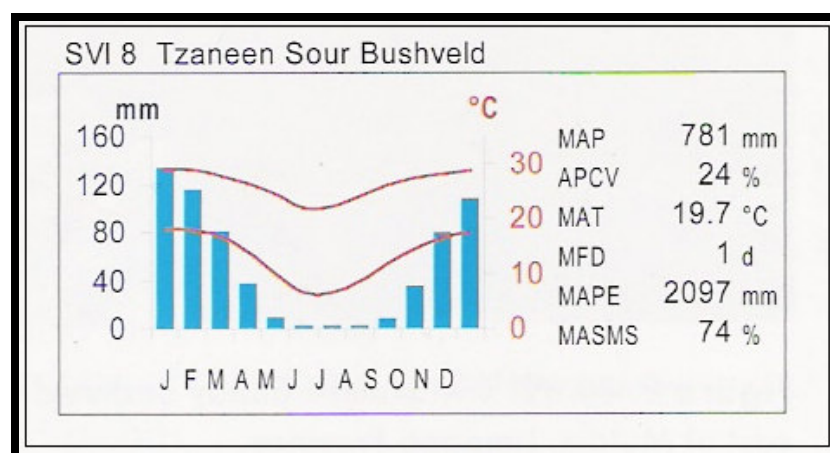 SVI 8 Tzaneen Sour Bushveld
mm
°C
160
120
80
40
0
30
20
10
0
J F M A M J J A S O N D
MAP 781 mm
APCV 24 %
MAT 19.7 °C
MFD 1 d
MAPE 2097 mm
MASMS 74 %